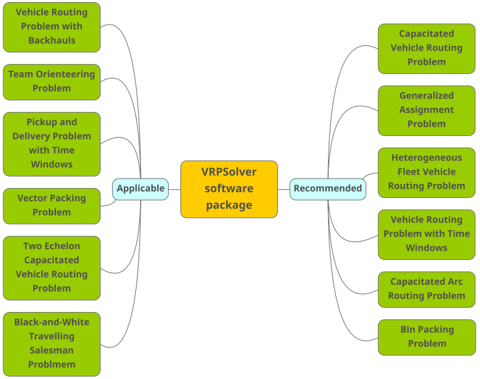 Vehicle Routing
Problem with
Backhauls
Team Orienteering
Problem
Pickup and
Delivery Problem
with Time
Windows
Vector Packing
Problem
Two Echelon
Capacitated
Vehicle Routing
Problem
Black-and-White
Travelling
Salesman
Problmem
Applicable
VRPSolver
software
package
Recommended
Capacitated
Vehicle Routing
Problem
Generalized
Assignment
Problem
Heterogeneous
Fleet Vehicle
Routing Problem
Vehicle Routing
Problem with Time
Windows
Capacitated Arc
Routing Problem
Bin Packing
Problem